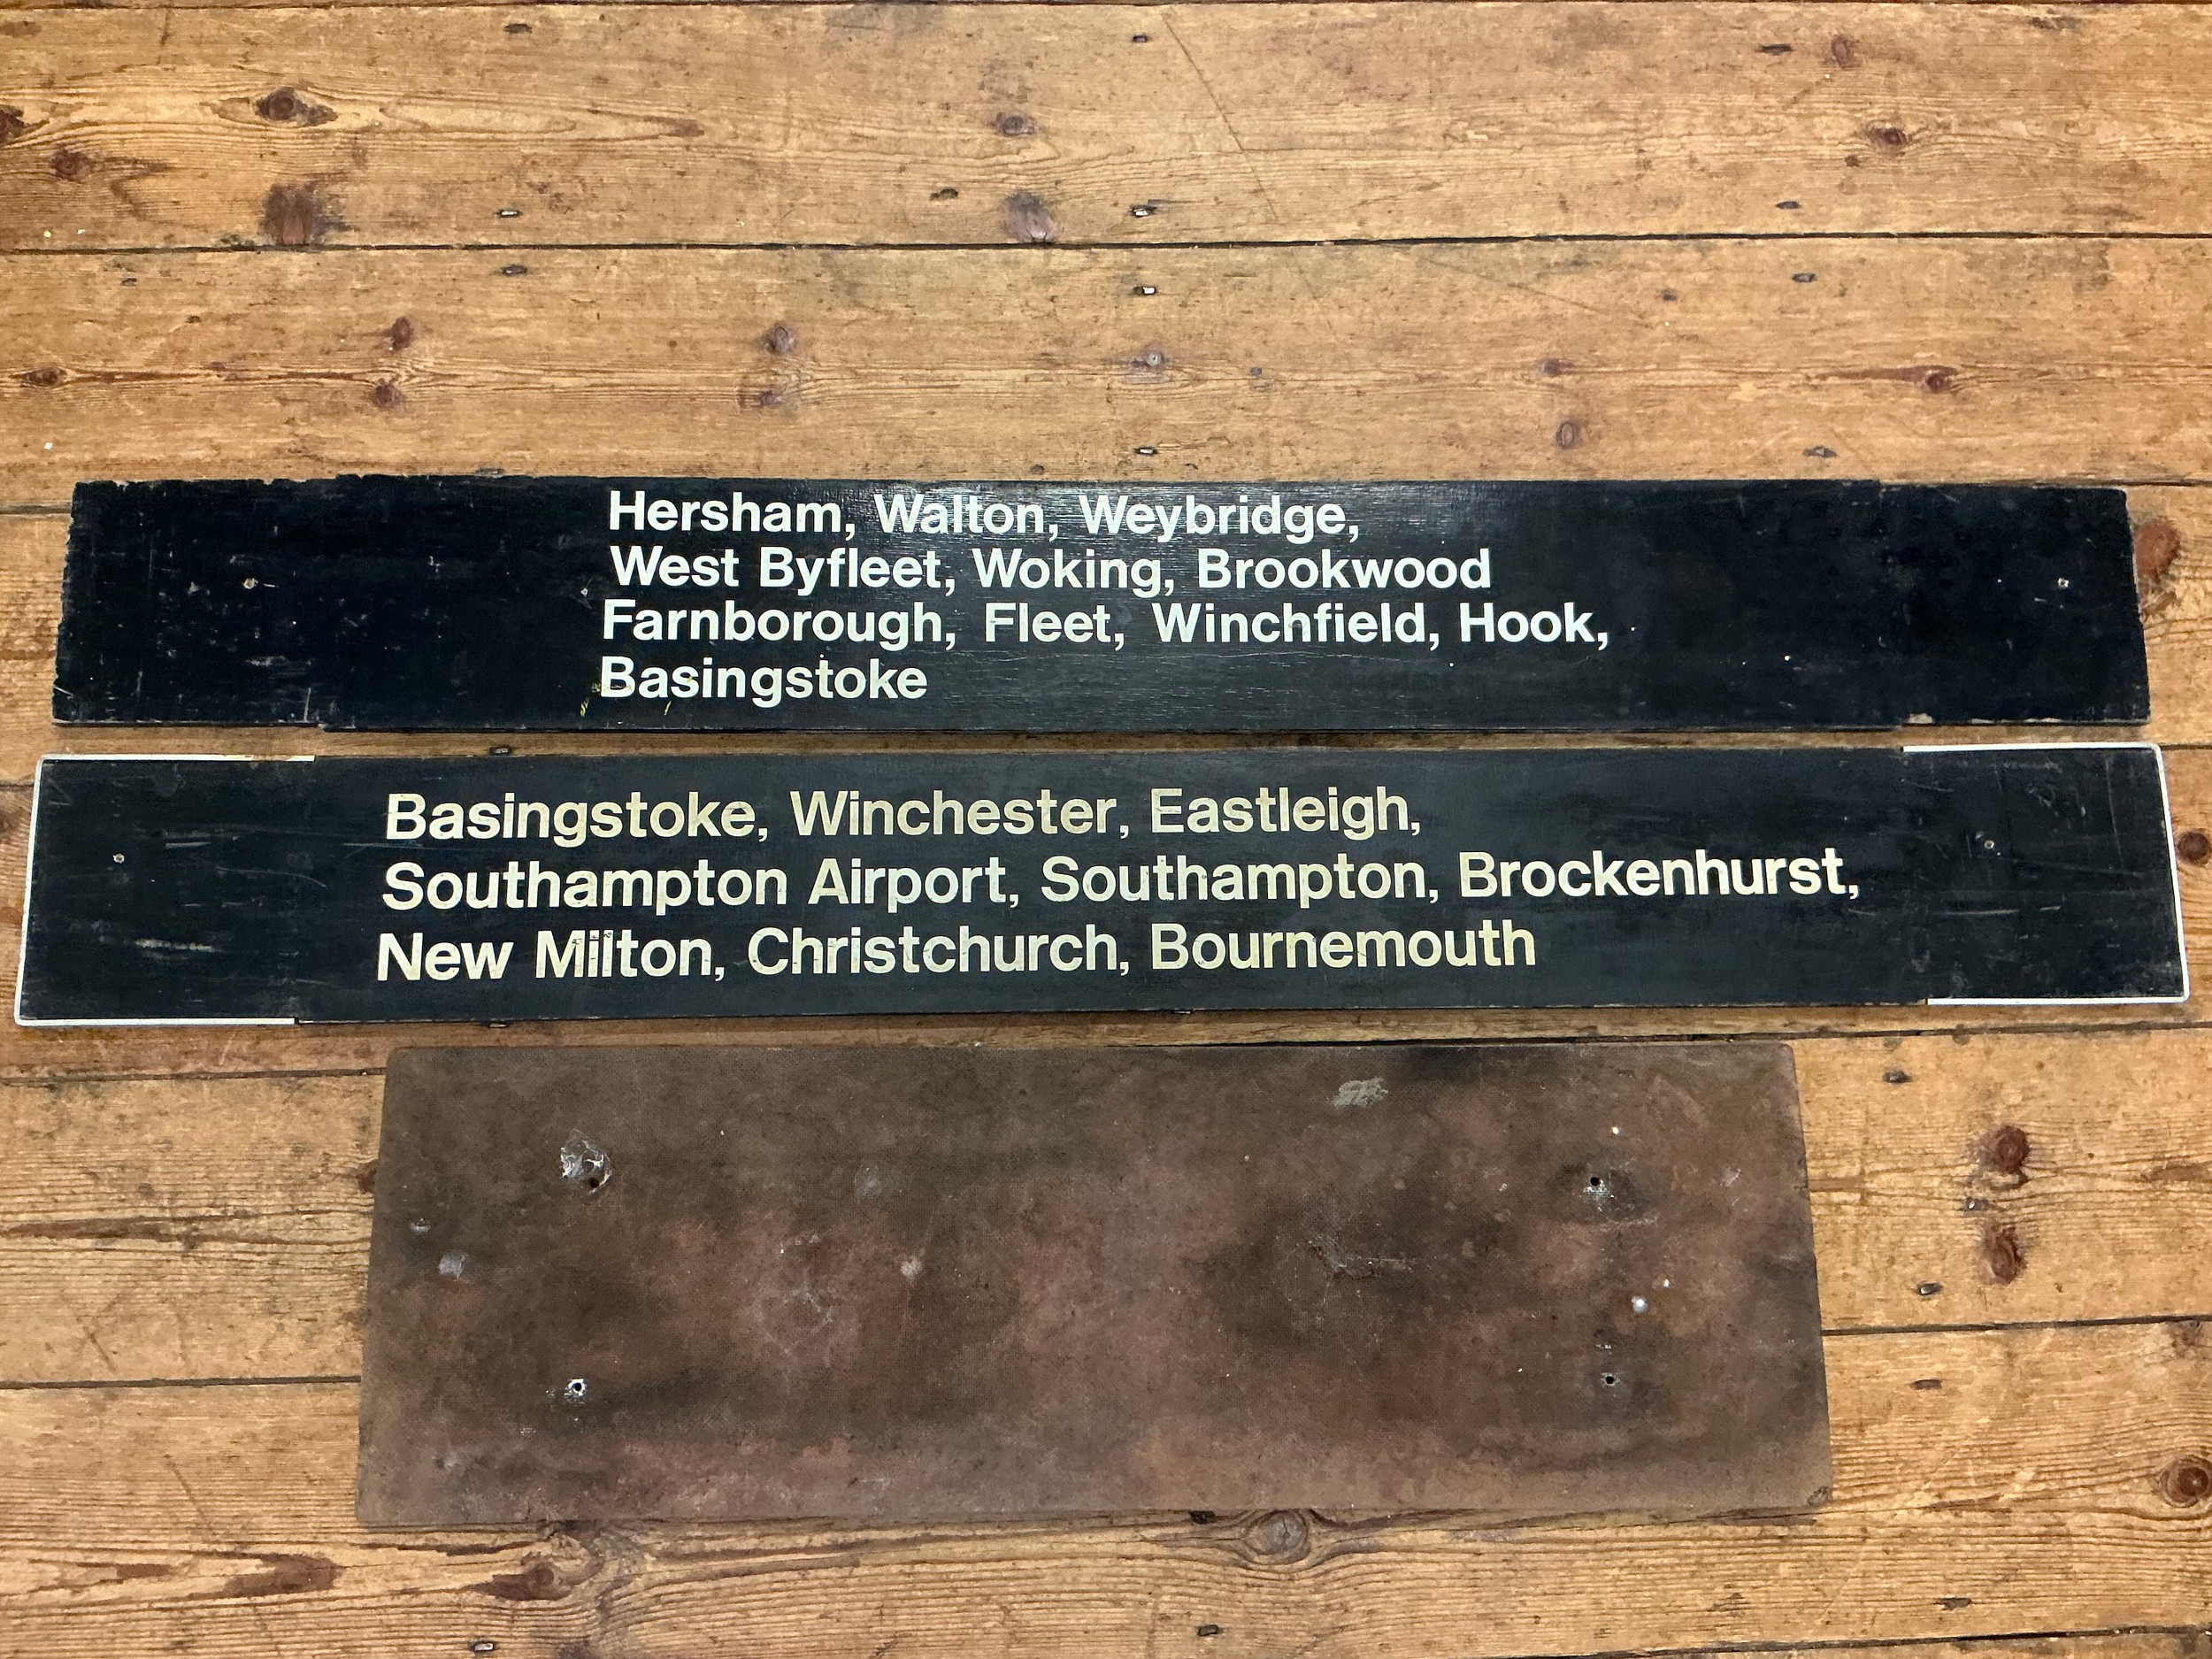 Hersham, Walton, Weybridge,
West Byfleet, Woking, Brookwood
Farnborough, Fleet, Winchfield, Hook,
Basingstoke
Basingstoke, Winchester, Eastleigh,
Southampton Airport, Southampton, Brockenhurst,
New Milton, Christchurch, Bournemouth